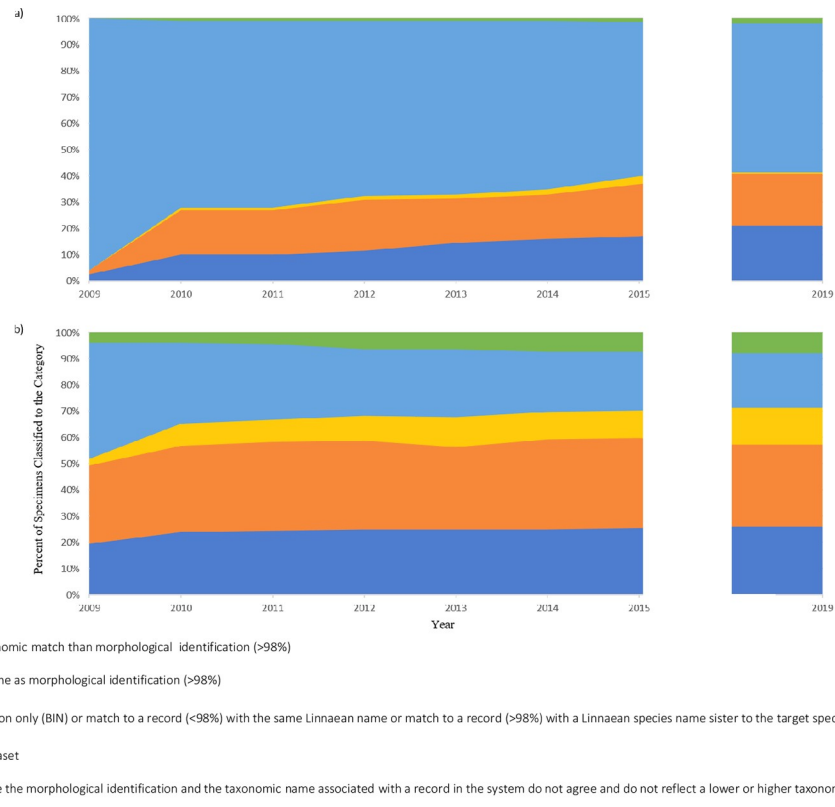 a)
100%
90%
80%
70%
60%
50%
40%
30%
20%
10%
0%
2009 2010 2011 2012 2013 2014 2015 2019
b)
Percent of Specimens Classified to the Category
100%
90%
80%
70%
60%
50%
40%
30%
20%
10%
0%
2009 2010 2011 2012 2013 2014 2015 2019
Year
omic match than morphological identification (>98%)
e as morphological identification (>98%)
on only (BIN) or match to a record (<98%) with the same Linnaean name or match to a record (>98%) with a Linnaean species name sister to the target spec
aset
the morphological identification and the taxonomic name associated with a record in the system do not agree and do not reflect a lower or higher taxonom